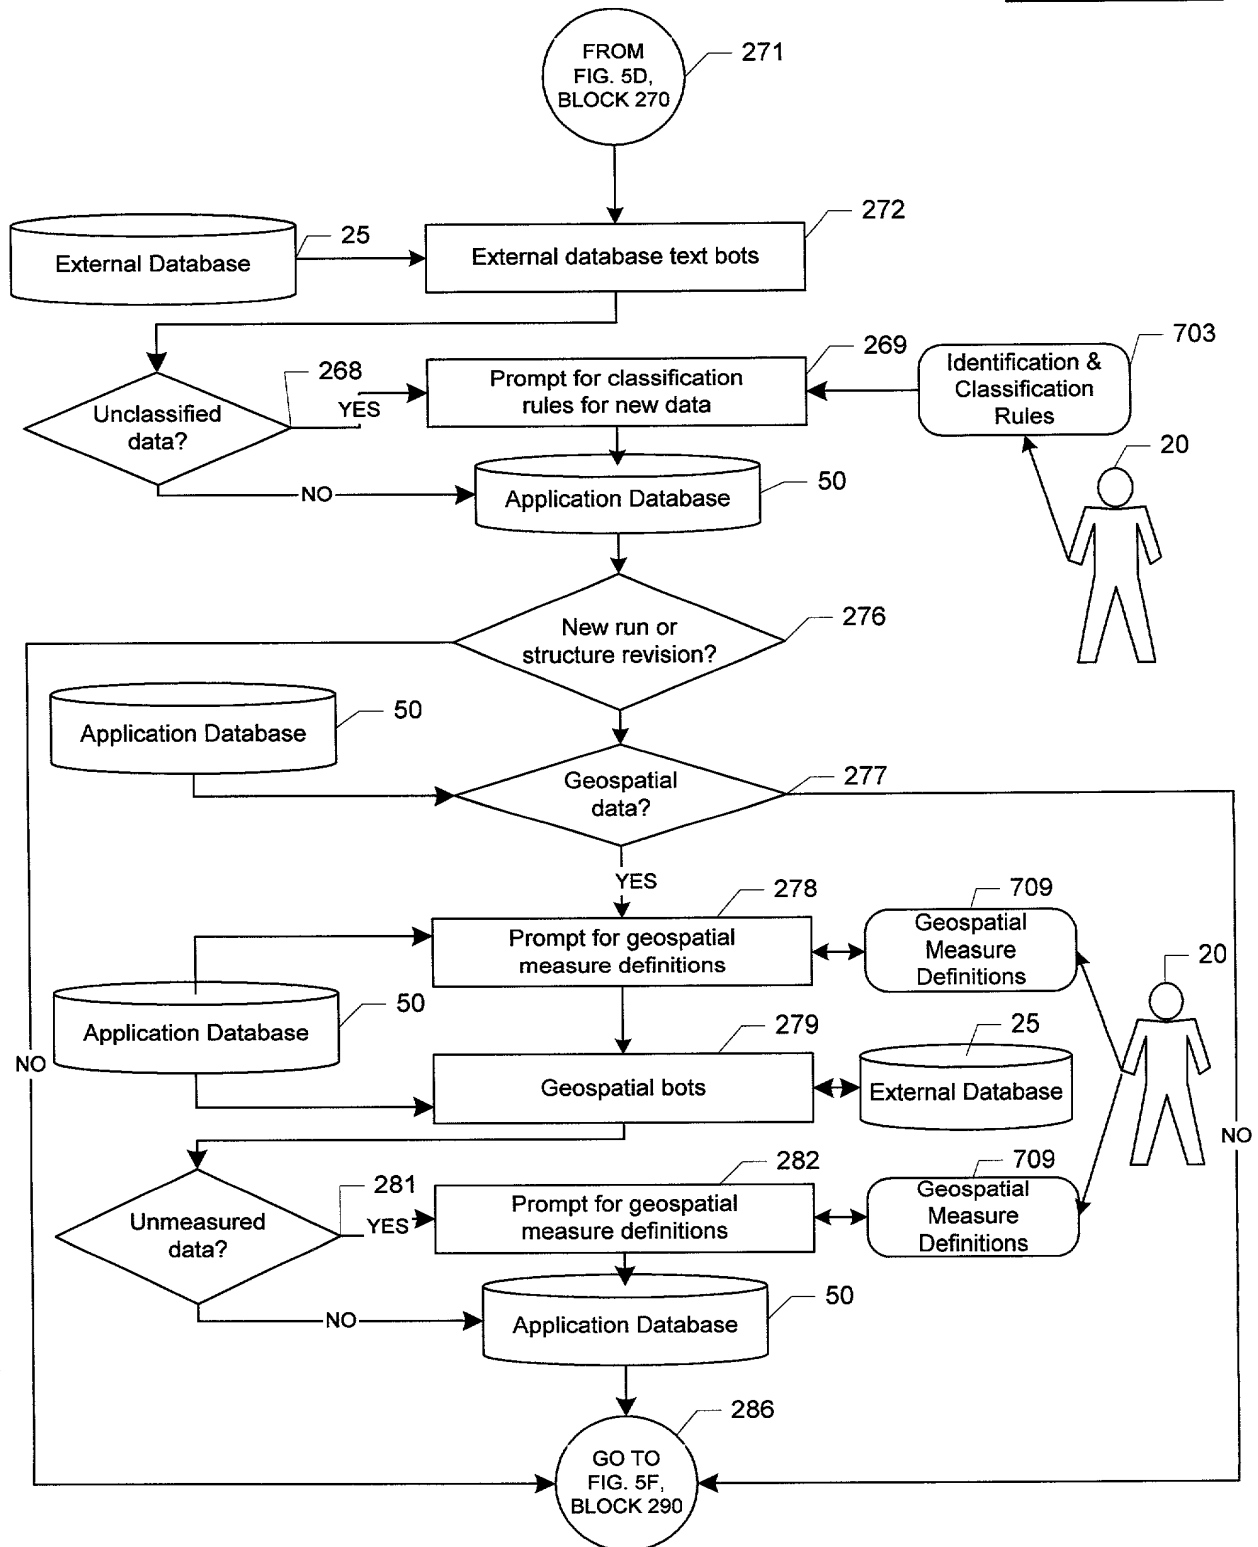 FROM
FIG. 5D,
BLOCK 270
271
272
25
External Database
External database text bots
703
268
269
Identification &
Classification
Rules
Prompt for classification
rules for new data
Unclassified
data?
YES
20
50
NO
Application Database
276
New run or
structure revision?
50
Application Database
277
Geospatial
data?
YES
278
709
Prompt for geospatial
measure definitions
Geospatial
Measure
Definitions
20
50
Application Database
279
25
NO
Geospatial bots
External Database
NO
282
709
281
Unmeasured
data?
YES
Prompt for geospatial
measure definitions
Geospatial
Measure
Definitions
50
NO
Application Database
286
GO TO
FIG. 5F,
BLOCK 290